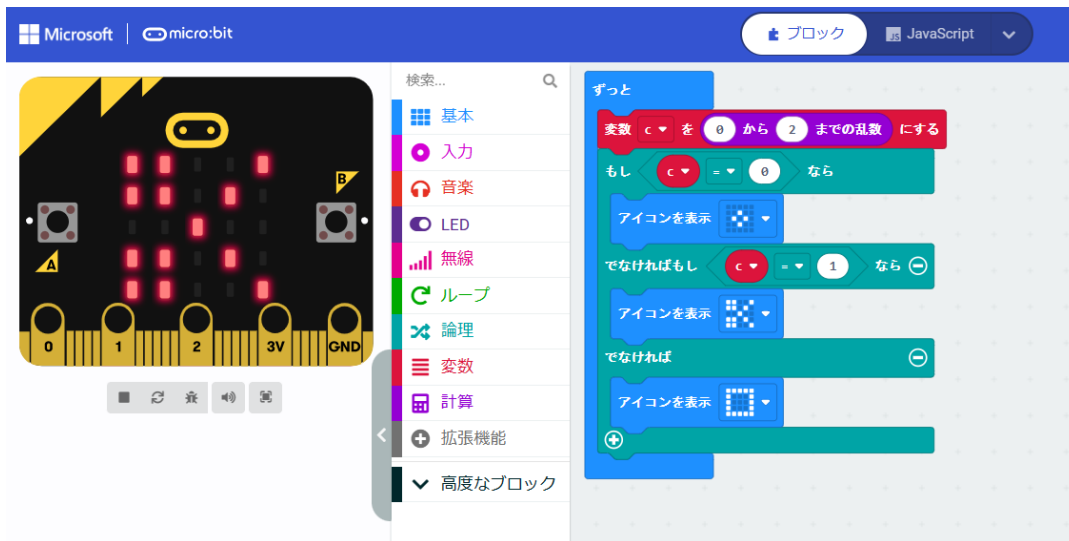 Microsoft micro:bit ブロック JS JavaScript
検索...
基本
入力
音楽
LED
無線
ループ
論理
変数
計算
拡張機能
高度なブロック
A
B
0 1 2 3V GND
ずっと
変数 c を 0 から 2 までの乱数 にする
もし c = 0 なら
アイコンを表示
でなければもし c = 1 なら
アイコンを表示
でなければ
アイコンを表示